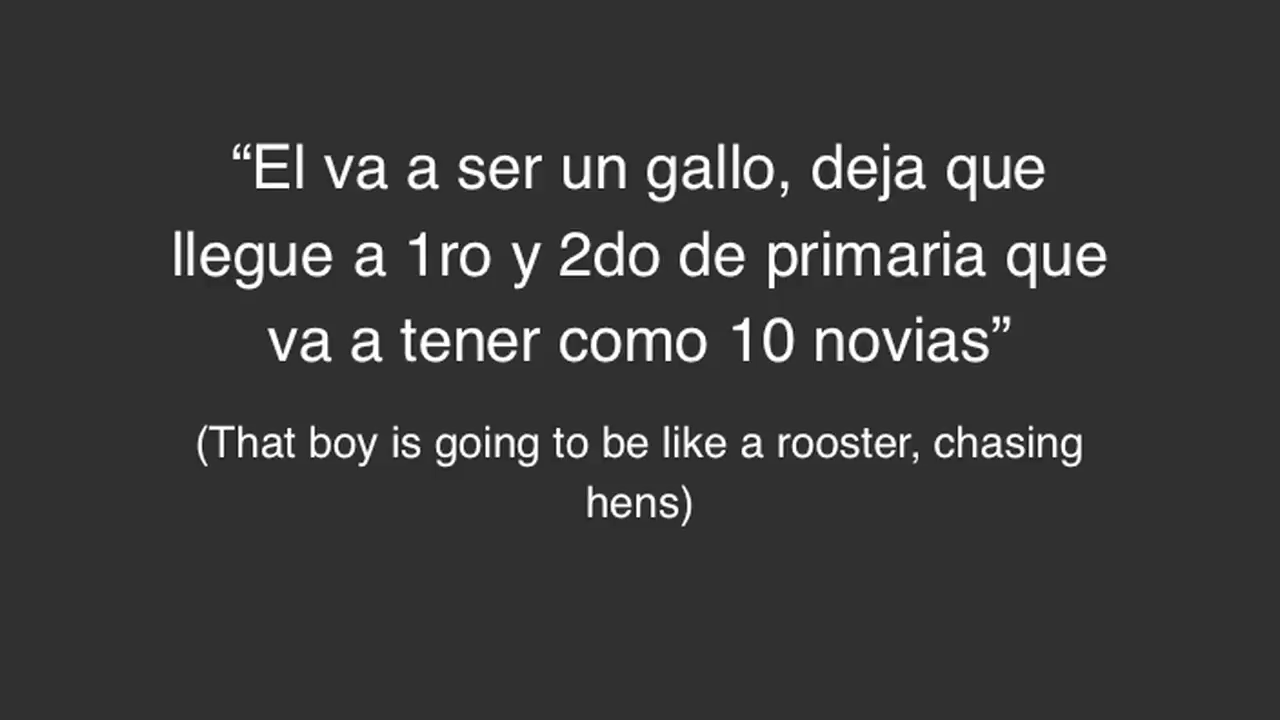 “El va a ser un gallo, deja que
llegue a 1ro y 2do de primaria que
va a tener como 10 novias”
(That boy is going to be like a rooster, chasing
hens)